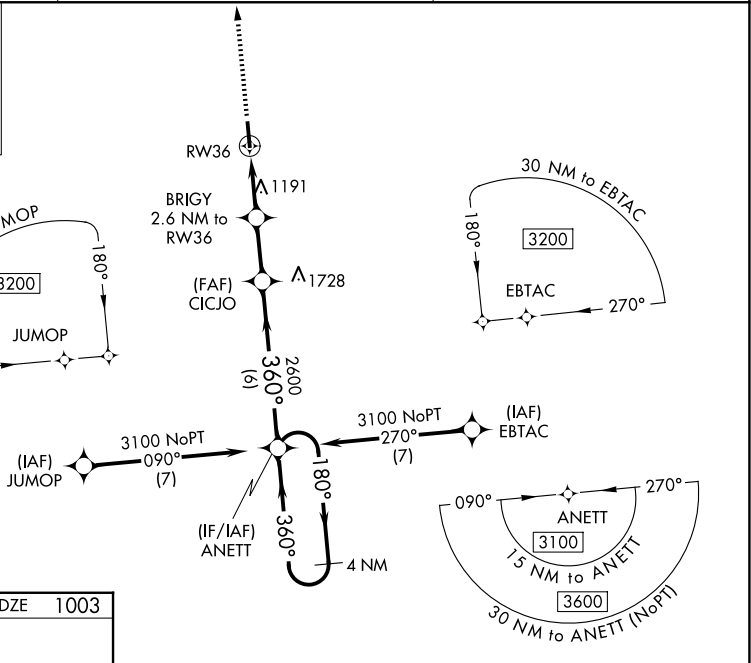 RW36
1191
BRIGY
2.6 NM to
RW36
30 NM to EBTAC
MOP
180°
180°
3200
3200
(FAF)
CICJO
1728
EBTAC
270°
JUMOP
2600
360°
(6)
3100 NoPT
090°
(7)
3100 NoPT
270°
(7)
(IAF)
EBTAC
(IAF)
JUMOP
180°
360°
(IF/IAF)
ANETT
4 NM
090°
270°
ANETT
3100
15 NM to ANETT
3600
30 NM to ANETT (NoPT)
DZE 1003